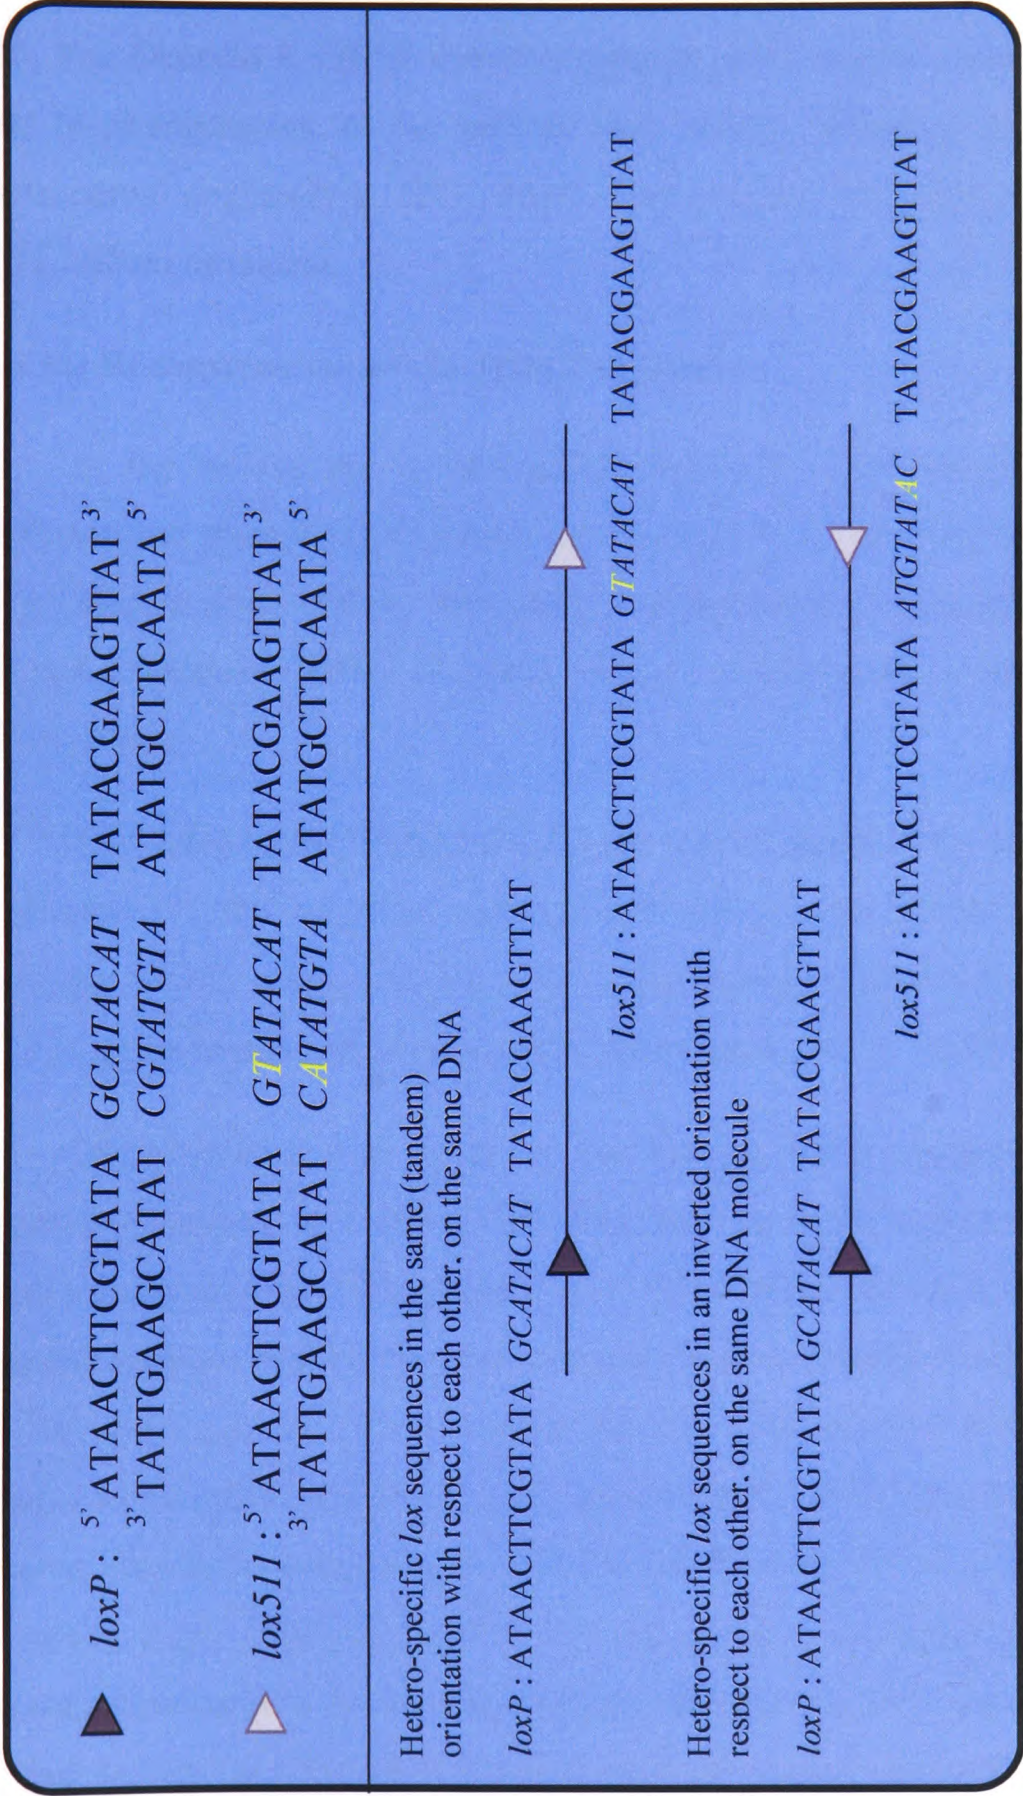 loxP : 5’ ATAACTTCGTATA GCATACAT TATACGAAGTTAT 3’
3’ TATTGAAGCATAT CGTATGTA ATATGCTTCAATA 5’
lox511 : 5’ ATAACTTCGTATA GTATACAT TATACGAAGTTAT 3’
3’ TATTGAAGCATAT CATATGTA ATATGCTTCAATA 5’
Hetero-specific lox sequences in the same (tandem)
orientation with respect to each other. on the same DNA
loxP : ATAACTTCGTATA GCATACAT TATACGAAGTTAT
lox511 : ATAACTTCGTATA GTATACAT TATACGAAGTTAT
Hetero-specific lox sequences in an inverted orientation with
respect to each other. on the same DNA molecule
loxP : ATAACTTCGTATA GCATACAT TATACGAAGTTAT
lox511 : ATAACTTCGTATA ATGTATAC TATACGAAGTTAT